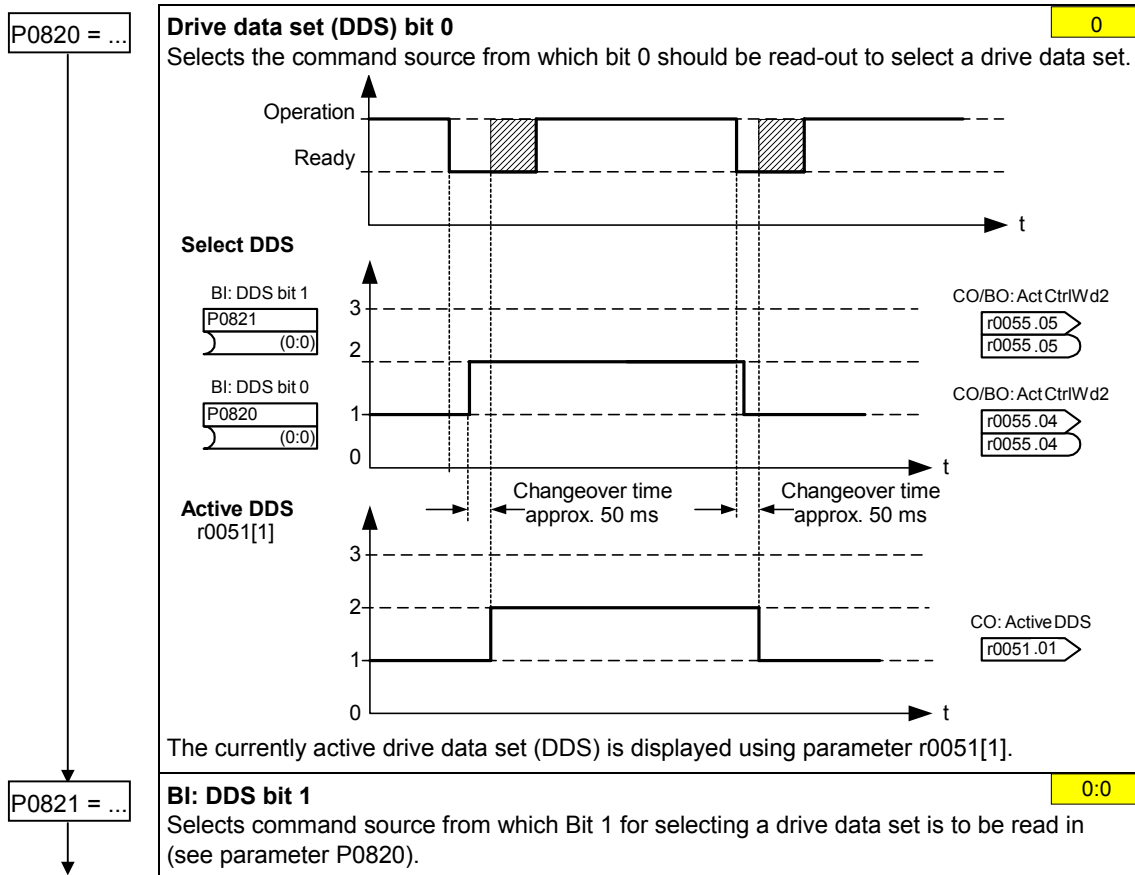 P0820 = ...
Drive data set (DDS) bit 0
0
Selects the command source from which bit 0 should be read-out to select a drive data set.
Operation
Ready
t
Select DDS
BI: DDS bit 1
P0821
(0:0)
BI: DDS bit 0
P0820
(0:0)
3
2
1
0
t
CO/BO: Act CtrlWd2
r0055 .05
r0055 .05
CO/BO: Act CtrlWd2
r0055 .04
r0055 .04
Changeover time
approx. 50 ms
Changeover time
approx. 50 ms
Active DDS
r0051[1]
3
2
1
0
t
CO: Active DDS
r0051 .01
The currently active drive data set (DDS) is displayed using parameter r0051[1].
P0821 = ...
BI: DDS bit 1
0:0
Selects command source from which Bit 1 for selecting a drive data set is to be read in
(see parameter P0820).